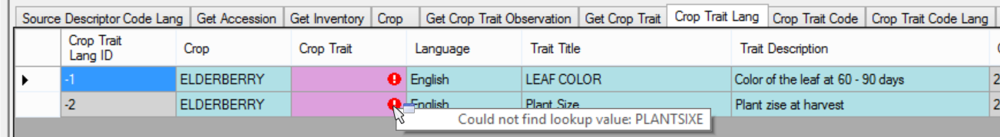 Source Descriptor Code Lang Get Accession Get Inventory Crop Get Crop Trait Observation Get Crop Trait Crop Trait Lang Crop Trait Code Crop Trait Code Lang
Crop Trait Lang ID Crop Crop Trait Language Trait Title Trait Description
-1 ELDERBERRY English LEAF COLOR Color of the leaf at 60 - 90 days 2
-2 ELDERBERRY English Plant Size Plant zise at harvest 2
Could not find lookup value: PLANTSIXE